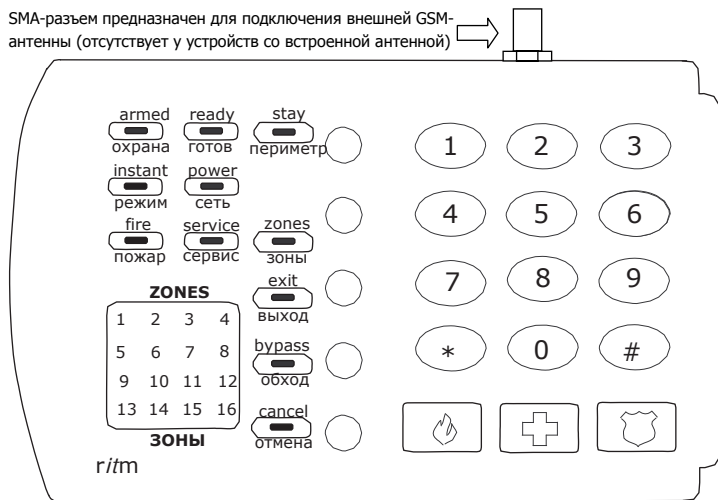 SMA-разъем предназначен для подключения внешней GSM-
антенны (отсутствует у устройств со встроенной антенной)
armed ready stay
охрана готов периметр
instant power
режим сеть
fire service zones
пожар сервис зоны
ZONES
1 2 3 4
5 6 7 8
9 10 11 12
13 14 15 16
ЗОНЫ
exit
выход
bypass
обход
cancel
отмена
ritm
1 2 3
4 5 6
7 8 9
* 0 #